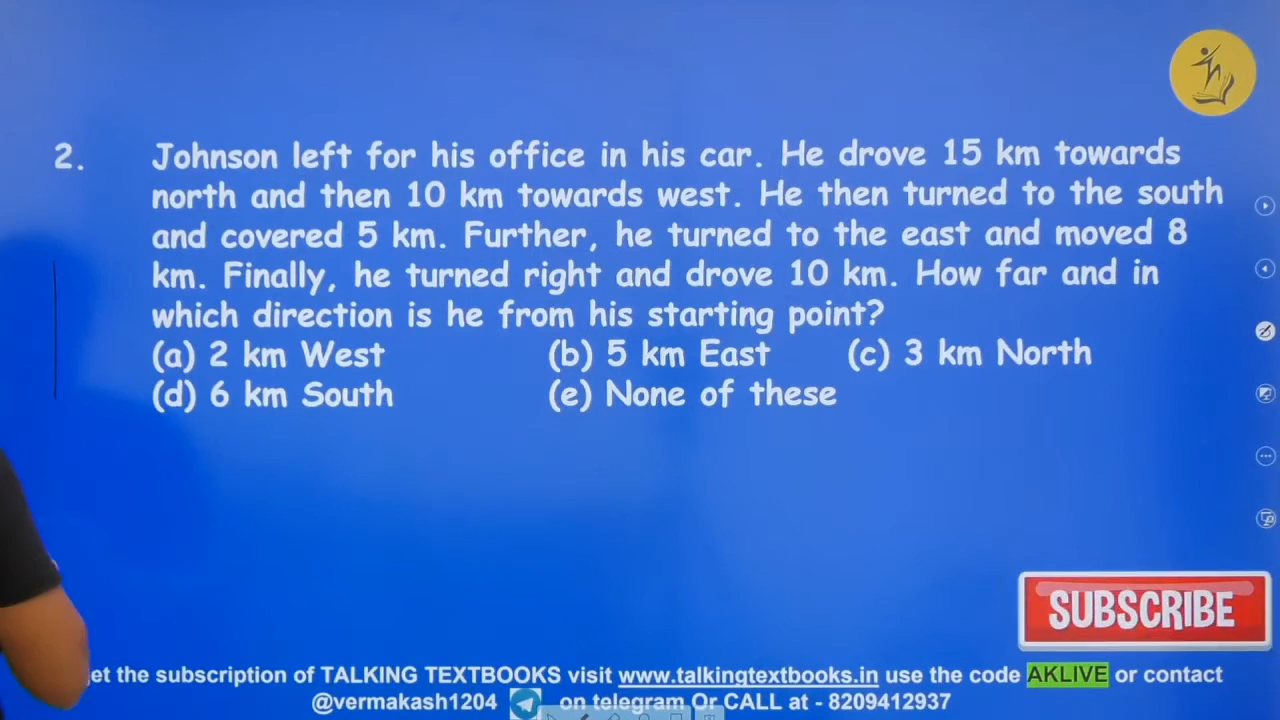 2. Johnson left for his office in his car. He drove 15 km towards
north and then 10 km towards west. He then turned to the south
and covered 5 km. Further, he turned to the east and moved 8
km. Finally, he turned right and drove 10 km. How far and in
which direction is he from his starting point?
(a) 2 km West (b) 5 km East (c) 3 km North
(d) 6 km South (e) None of these
SUBSCRIBE
et the subscription of TALKING TEXTBOOKS visit www.talkingtextbooks.in use the code AKLIVE or contact
@vermakash1204 on telegram Or CALL at - 8209412937